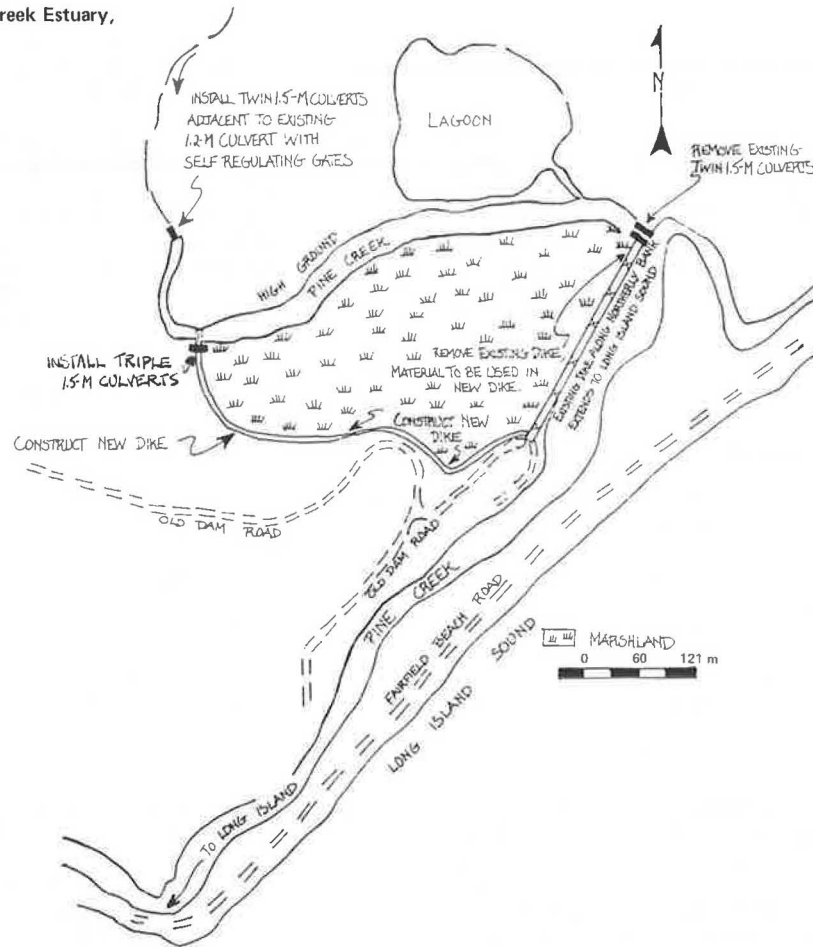 reek Estuary,
INSTALL TWIN 1.5-M CULVERTS
ADJACENT TO EXISTING
1.2-M CULVERT WITH
SELF REGULATING GATES
LAGOON
N
REMOVE EXISTING
TWIN 1.5-M CULVERTS
HIGH GROUND
PINE CREEK
INSTALL TRIPLE
1.5-M CULVERTS
REMOVE EXISTING DIKE
MATERIAL TO BE USED IN
NEW DIKE.
EXISTING DIKE ALONG NORTHERLY BANK
EXTENDS TO LONG ISLAND SOUND
CONSTRUCT NEW DIKE
CONSTRUCT NEW
DIKE
OLD DAM ROAD
OLD DAM ROAD
PINE CREEK
FAIRFIELD BEACH ROAD
LONG ISLAND SOUND
MARSHLAND
0 60 121 m
TO LONG ISLAND